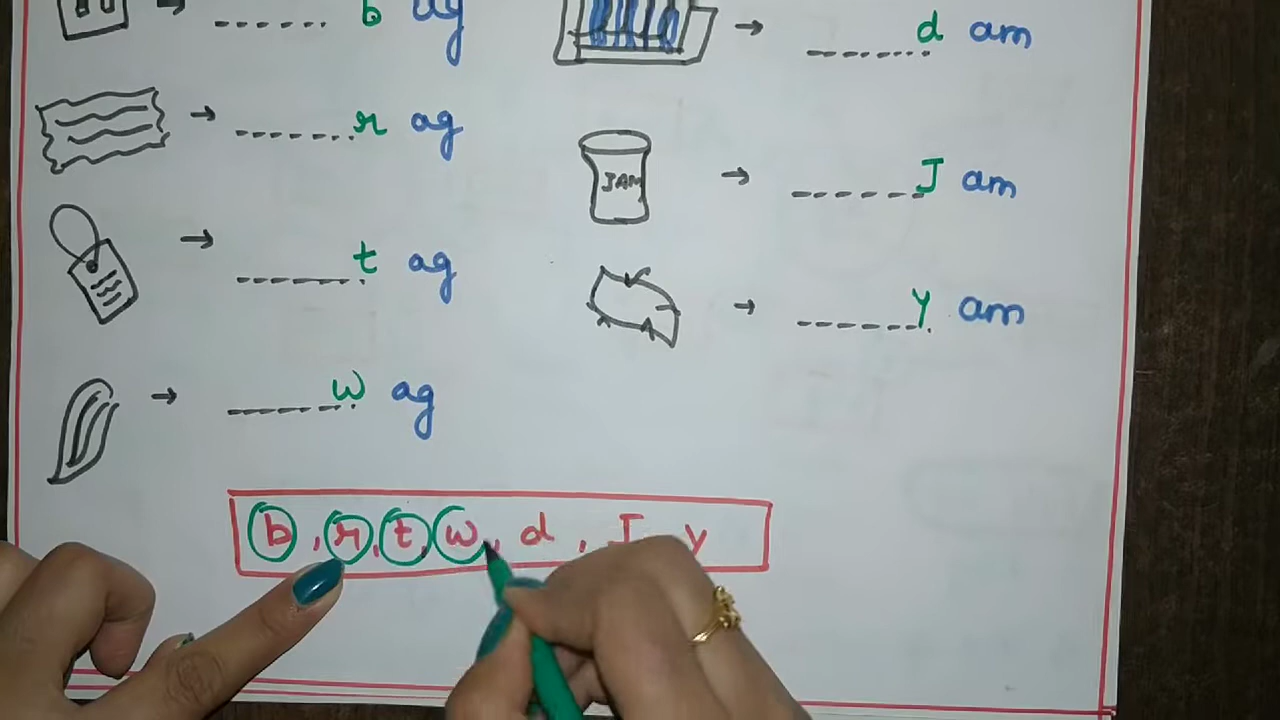 b ag
r ag
t ag
w ag
d am
JAM
J am
y am
b, r, t, w, d, J y